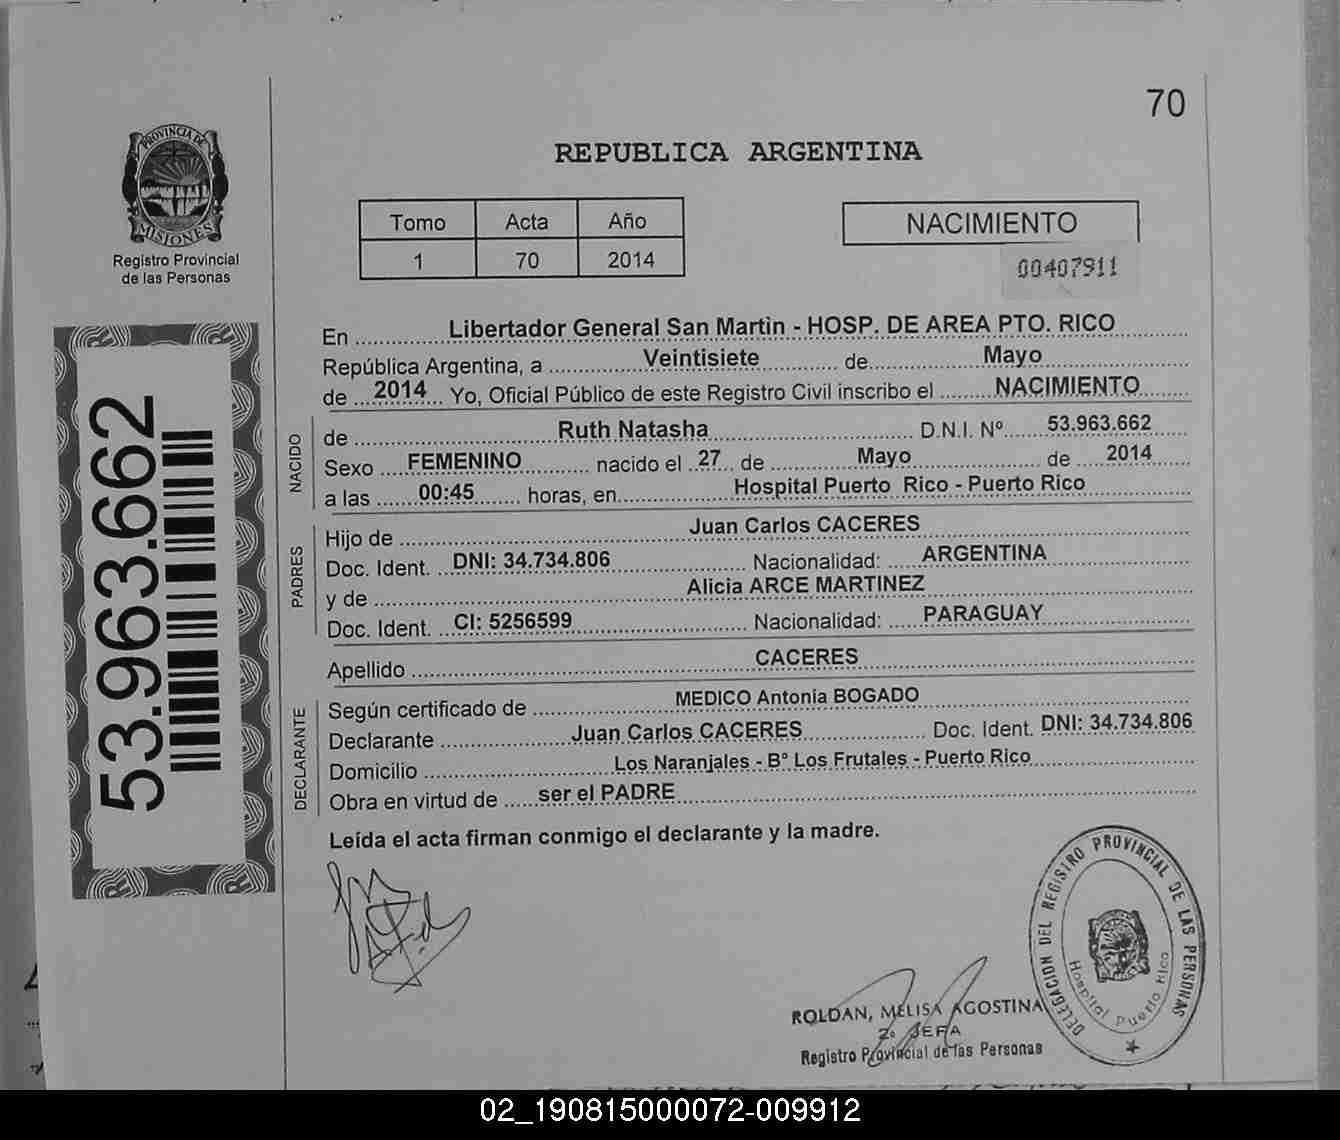 70
PROVINCIA DE
MISIONES
Registro Provincial
de las Personas
REPUBLICA ARGENTINA
Tomo Acta Año
1 70 2014
NACIMIENTO
00407911
53.963.662
En Libertador General San Martin - HOSP. DE AREA PTO. RICO
República Argentina, a Veintisiete de Mayo
de 2014 Yo, Oficial Público de este Registro Civil inscribo el NACIMIENTO
NACIDO
de Ruth Natasha D.N.I. Nº 53.963.662
Sexo FEMENINO nacido el 27 de Mayo de 2014
a las 00:45 horas, en Hospital Puerto Rico - Puerto Rico
PADRES
Hijo de Juan Carlos CACERES
Doc. Ident. DNI: 34.734.806 Nacionalidad: ARGENTINA
y de Alicia ARCE MARTINEZ
Doc. Ident. CI: 5256599 Nacionalidad: PARAGUAY
Apellido CACERES
DECLARANTE
Según certificado de MEDICO Antonia BOGADO
Declarante Juan Carlos CACERES Doc. Ident. DNI: 34.734.806
Domicilio Los Naranjales - B° Los Frutales - Puerto Rico
Obra en virtud de ser el PADRE
Leída el acta firman conmigo el declarante y la madre.
DELEGACION DEL REGISTRO PROVINCIAL DE LAS PERSONAS
Hospital Puerto Rico
ROLDAN, MELISA AGOSTINA
2º JEFA
Registro Provincial de las Personas
02_190815000072-009912